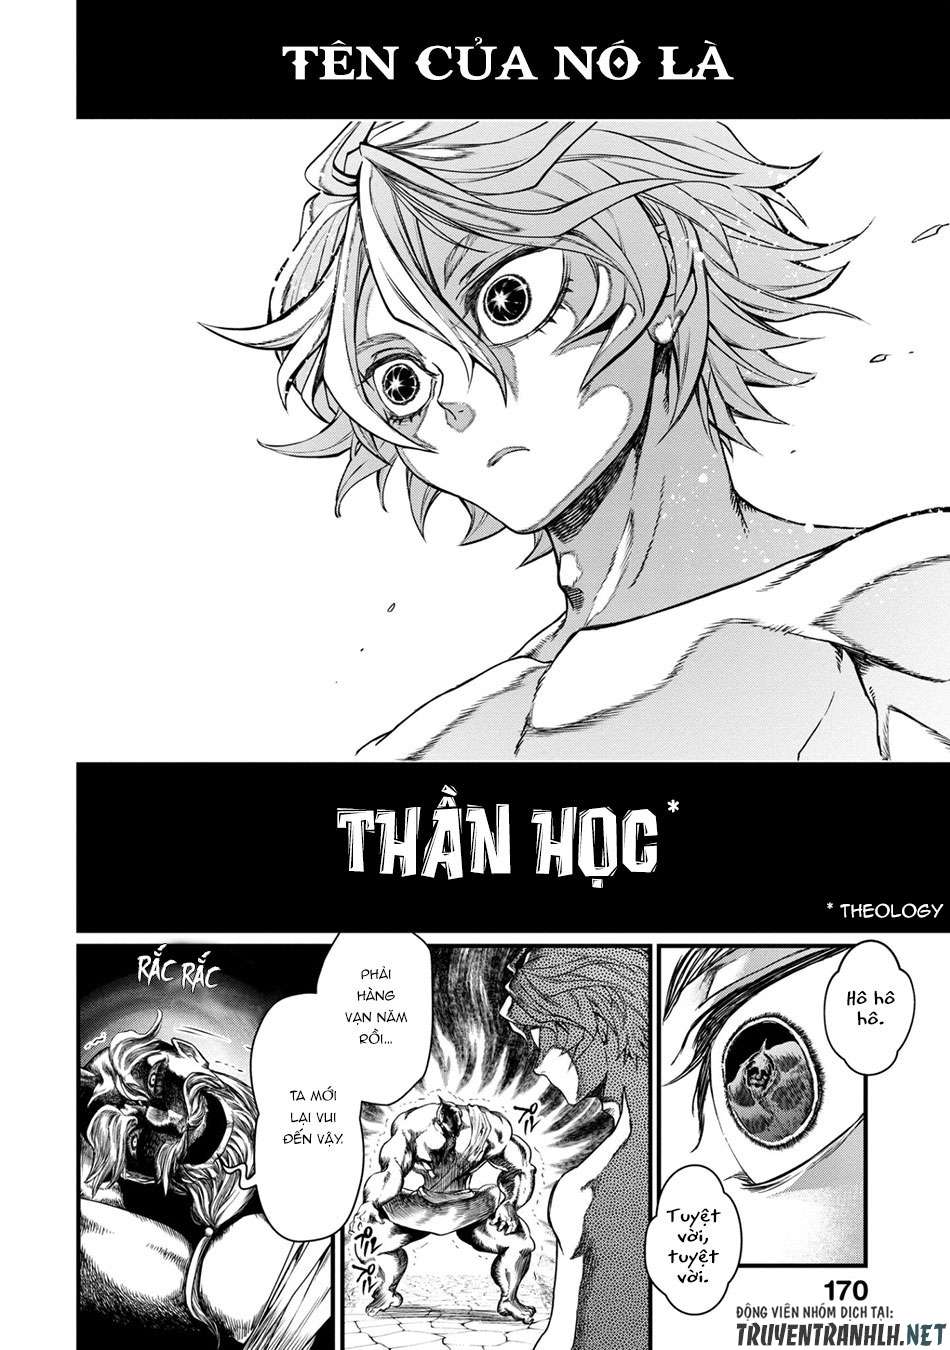 TÊN CỦA NÓ LÀ
THẦN HỌC*
* THEOLOGY
Hô hô
hô.
Tuyệt
vời,
tuyệt
vời.
PHẢI
HÀNG
VẠN NĂM
RỒI...
TA MỚI
LẠI VUI
ĐẾN VẬY.
RẮC RẮC
170
ĐỘNG VIÊN NHÓM DỊCH TẠI:
TRUYENTRANHLH.NET